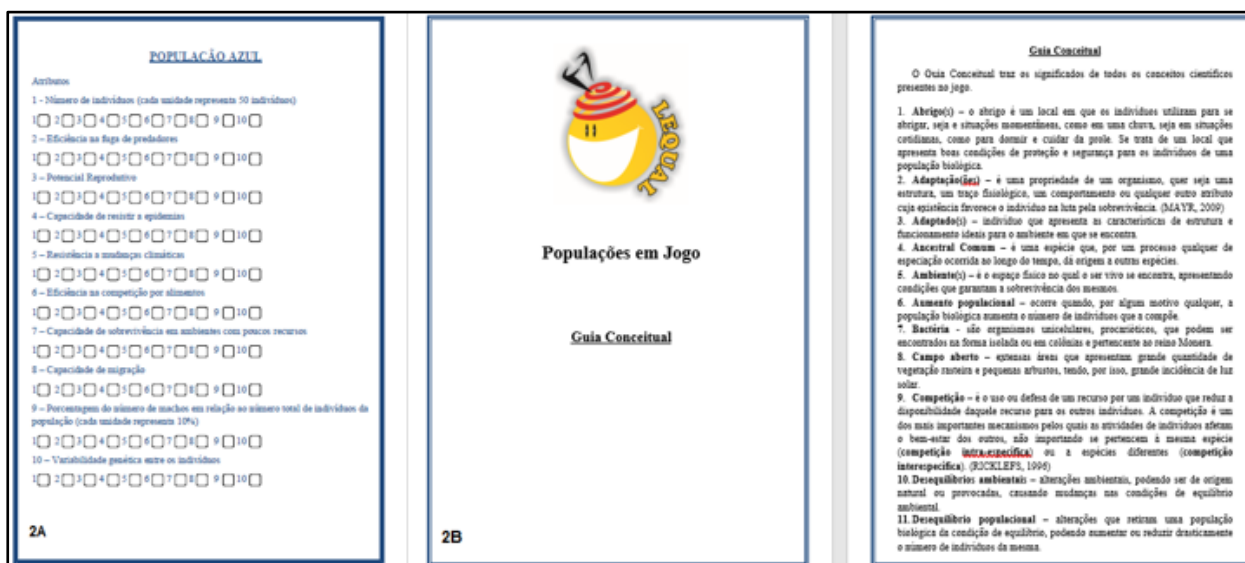 POPULAÇÃO AZUL
Atributos
1 - Número de indivíduos (cada unidade representa 50 indivíduos)
1 2 3 4 5 6 7 8 9 10
2 – Eficiência na fuga de predadores
1 2 3 4 5 6 7 8 9 10
3 – Potencial Reprodutivo
1 2 3 4 5 6 7 8 9 10
4 – Capacidade de resistir a epidemias
1 2 3 4 5 6 7 8 9 10
5 – Resistência a mudanças climáticas
1 2 3 4 5 6 7 8 9 10
6 – Eficiência na competição por alimentos
1 2 3 4 5 6 7 8 9 10
7 – Capacidade de sobrevivência em ambientes com poucos recursos
1 2 3 4 5 6 7 8 9 10
8 – Capacidade de migração
1 2 3 4 5 6 7 8 9 10
9 – Porcentagem do número de machos em relação ao número total de indivíduos da
população (cada unidade representa 10%)
1 2 3 4 5 6 7 8 9 10
10 – Variabilidade genética entre os indivíduos
1 2 3 4 5 6 7 8 9 10
2A
LEQUAL
Populações em Jogo
Guia Conceitual
2B
Guia Conceitual
O Guia Conceitual traz os significados de todos os conceitos científicos
presentes no jogo.
1. Abrigo(s) – o abrigo é um local em que os indivíduos utilizam para se
abrigar, seja e situações momentâneas, como em uma chuva, seja em situações
cotidianas, como para dormir e cuidar da prole. Se trata de um local que
apresenta boas condições de proteção e segurança para os indivíduos de uma
população biológica.
2. Adaptação(ões) – é uma propriedade de um organismo, quer seja uma
estrutura, um traço fisiológico, um comportamento ou qualquer outro atributo
cuja existência favorece o indivíduo na luta pela sobrevivência. (MAYR, 2009)
3. Adaptado(s) – indivíduo que apresenta as características de estrutura e
funcionamento ideais para o ambiente em que se encontra.
4. Ancestral Comum – é uma espécie que, por um processo qualquer de
especiação ocorrida ao longo do tempo, dá origem a outras espécies.
5. Ambiente(s) – é o espaço físico no qual o ser vivo se encontra, apresentando
condições que garantam a sobrevivência dos mesmos.
6. Aumento populacional – ocorre quando, por algum motivo qualquer, a
população biológica aumenta o número de indivíduos que a compõe.
7. Bactéria - são organismos unicelulares, procarióticos, que podem ser
encontrados na forma isolada ou em colônias e pertencente ao reino Monera.
8. Campo aberto – extensas áreas que apresentam grande quantidade de
vegetação rasteira e pequenas arbustos, tendo, por isso, grande incidência de luz
solar.
9. Competição – é o uso ou defesa de um recurso por um indivíduo que reduz a
disponibilidade daquele recurso para os outros indivíduos. A competição é um
dos mais importantes mecanismos pelos quais as atividades de indivíduos afetam
o bem-estar dos outros, não importando se pertencem à mesma espécie
(competição intra-específica) ou a espécies diferentes (competição
interespecífica). (RICKLEFS, 1996)
10. Desequilíbrios ambientais – alterações ambientais, podendo ser de origem
natural ou provocadas, causando mudanças nas condições de equilíbrio
ambiental.
11. Desequilíbrio populacional – alterações que retiram uma população
biológica da condição de equilíbrio, podendo aumentar ou reduzir drasticamente
o número de indivíduos da mesma.